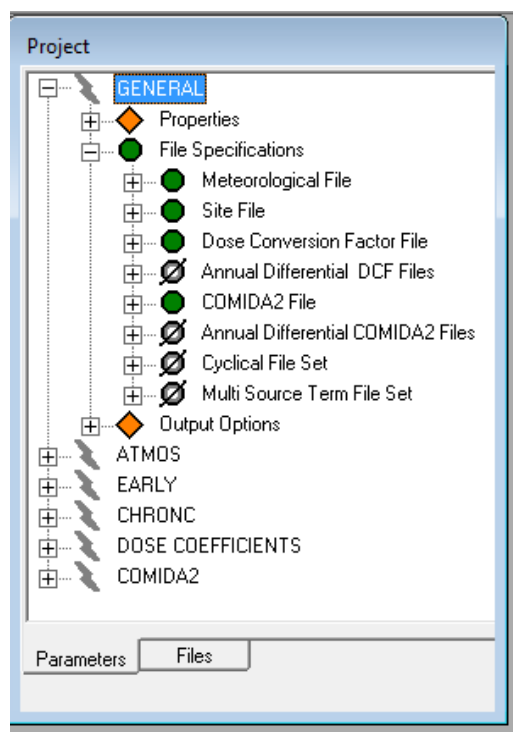 Project
GENERAL
Properties
File Specifications
Meteorological File
Site File
Dose Conversion Factor File
Annual Differential DCF Files
COMIDA2 File
Annual Differential COMIDA2 Files
Cyclical File Set
Multi Source Term File Set
Output Options
ATMOS
EARLY
CHRONC
DOSE COEFFICIENTS
COMIDA2
Parameters Files